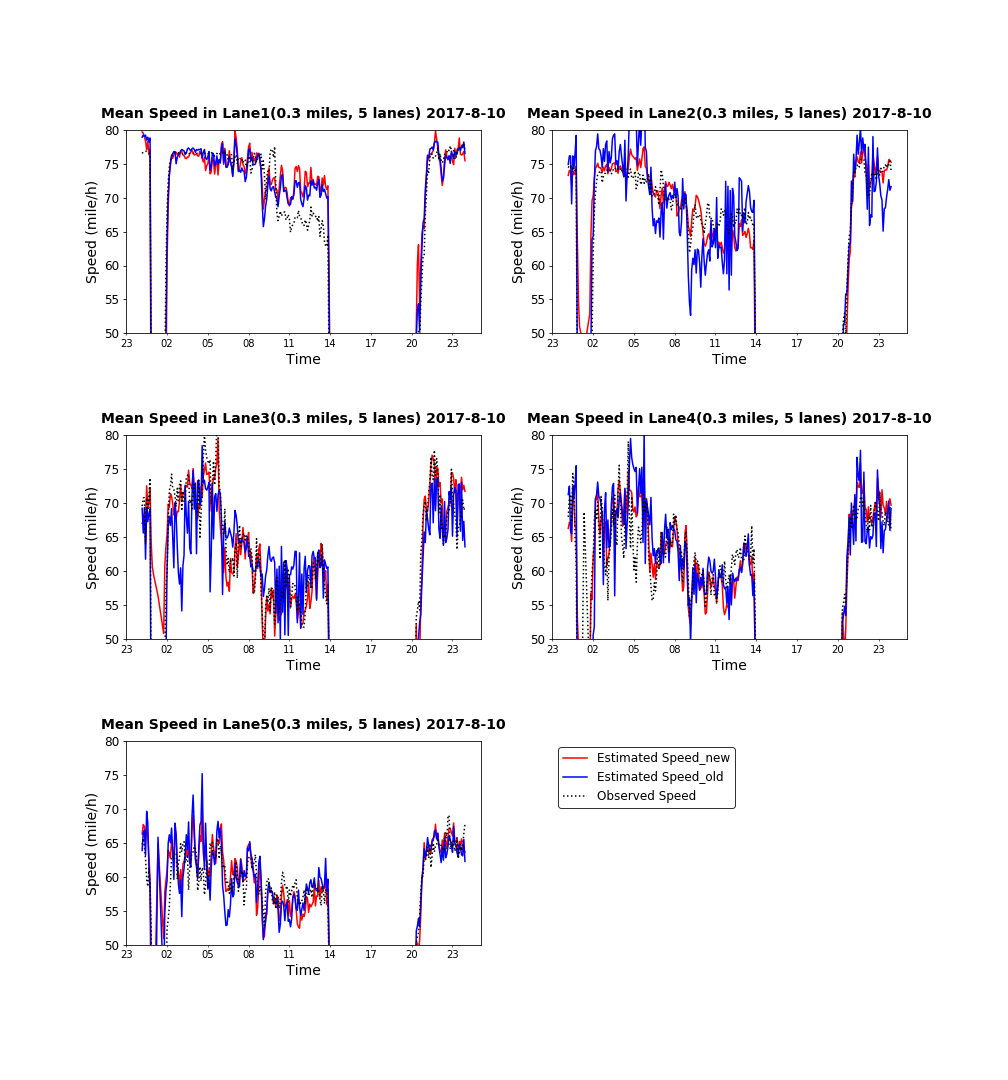 Mean Speed in Lane1(0.3 miles, 5 lanes) 2017-8-10
80
75
70
65
60
55
50
Speed (mile/h)
23 02 05 08 11 14 17 20 23
Time
Mean Speed in Lane2(0.3 miles, 5 lanes) 2017-8-10
80
75
70
65
60
55
50
Speed (mile/h)
23 02 05 08 11 14 17 20 23
Time
Mean Speed in Lane3(0.3 miles, 5 lanes) 2017-8-10
80
75
70
65
60
55
50
Speed (mile/h)
23 02 05 08 11 14 17 20 23
Time
Mean Speed in Lane4(0.3 miles, 5 lanes) 2017-8-10
80
75
70
65
60
55
50
Speed (mile/h)
23 02 05 08 11 14 17 20 23
Time
Mean Speed in Lane5(0.3 miles, 5 lanes) 2017-8-10
80
75
70
65
60
55
50
Speed (mile/h)
23 02 05 08 11 14 17 20 23
Time
Estimated Speed_new
Estimated Speed_old
Observed Speed